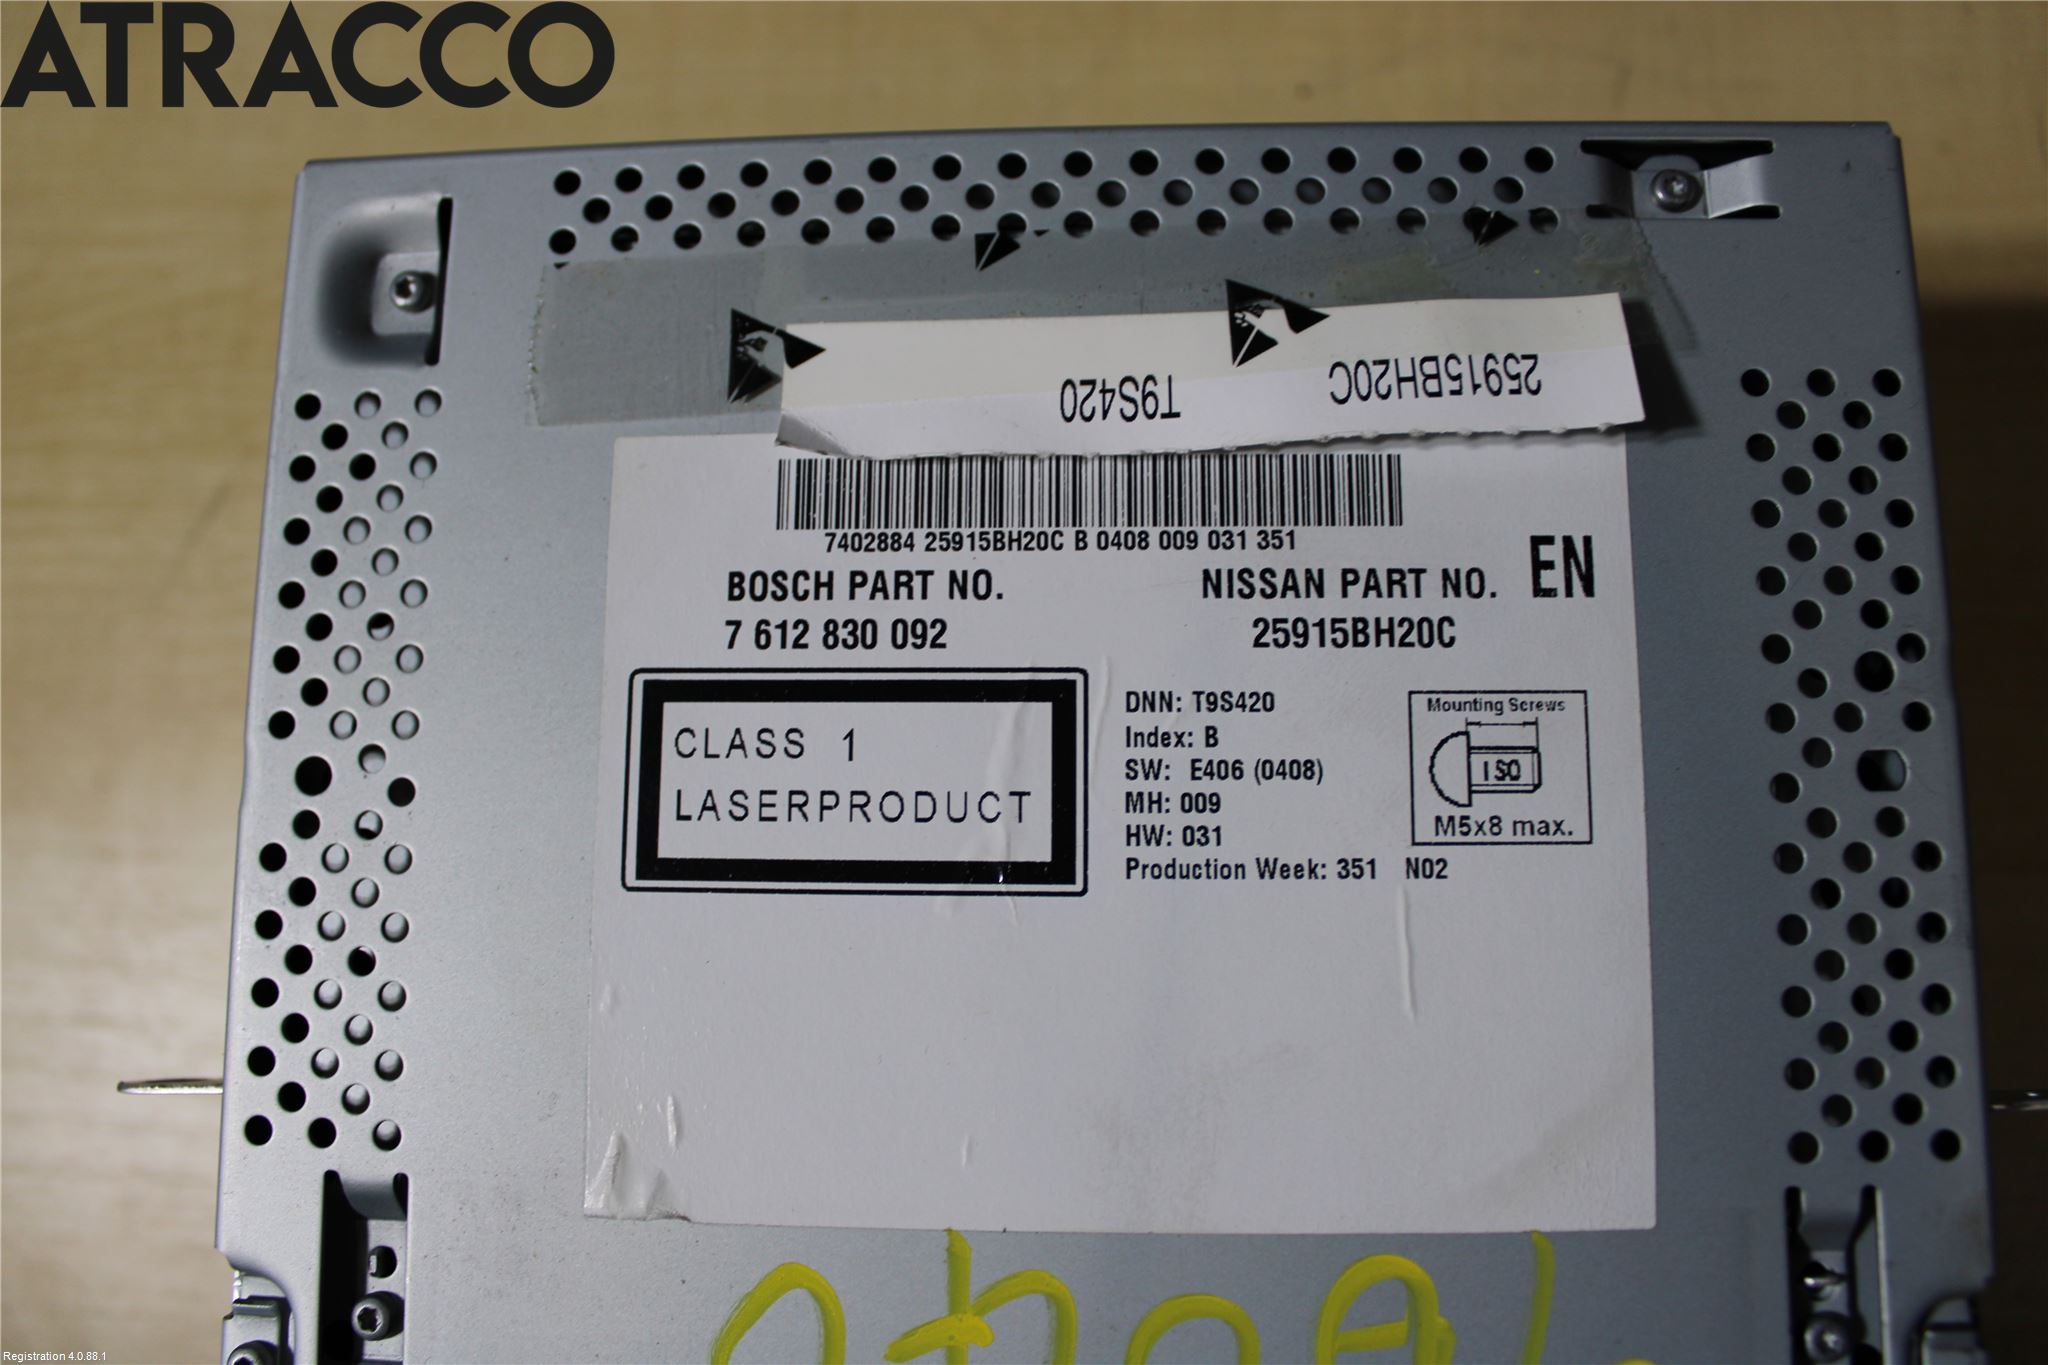 ATRACCO
25915BH20C
T9S420
7402884 25915BH20C B 0408 009 031 351
BOSCH PART NO.
7 612 830 092
NISSAN PART NO.
25915BH20C
EN
CLASS 1
LASERPRODUCT
DNN: T9S420
Index: B
SW: E406 (0408)
MH: 009
HW: 031
Production Week: 351 N02
Mounting Screws
ISO
M5x8 max.
Registration 4.0.88.1